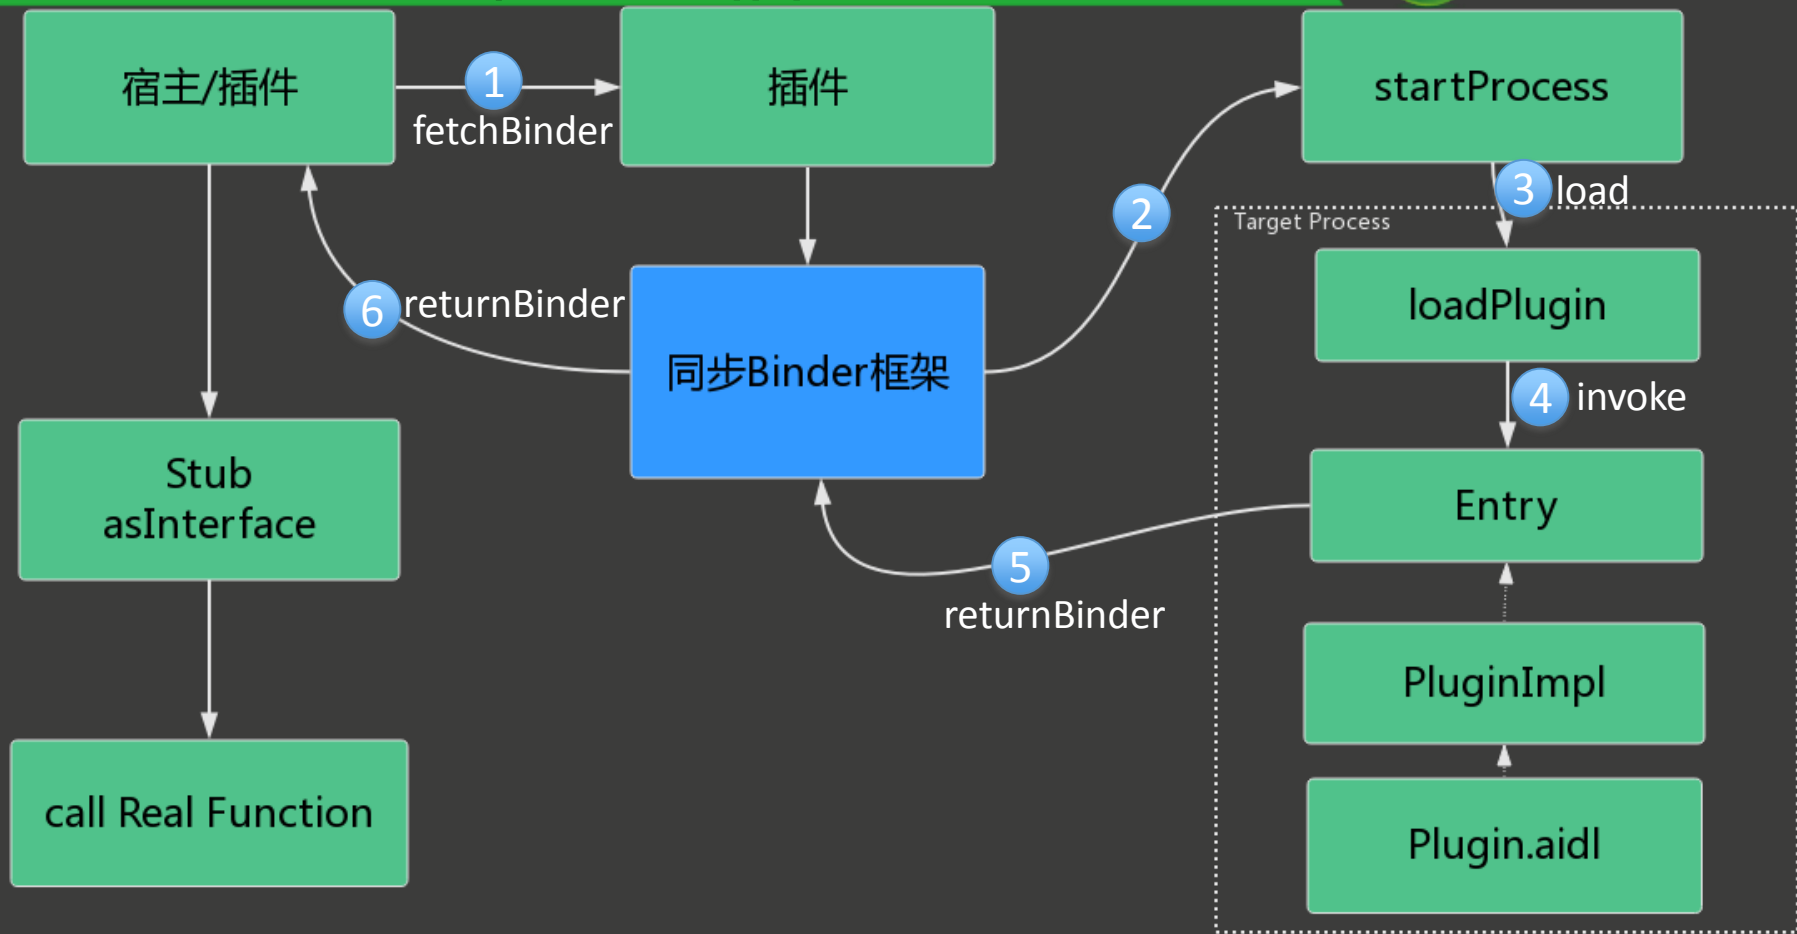 宿主/插件
1
fetchBinder
插件
startProcess
2
3
load
Target Process
loadPlugin
6
returnBinder
同步Binder框架
4
invoke
Stub
asInterface
Entry
5
returnBinder
PluginImpl
call Real Function
Plugin.aidl